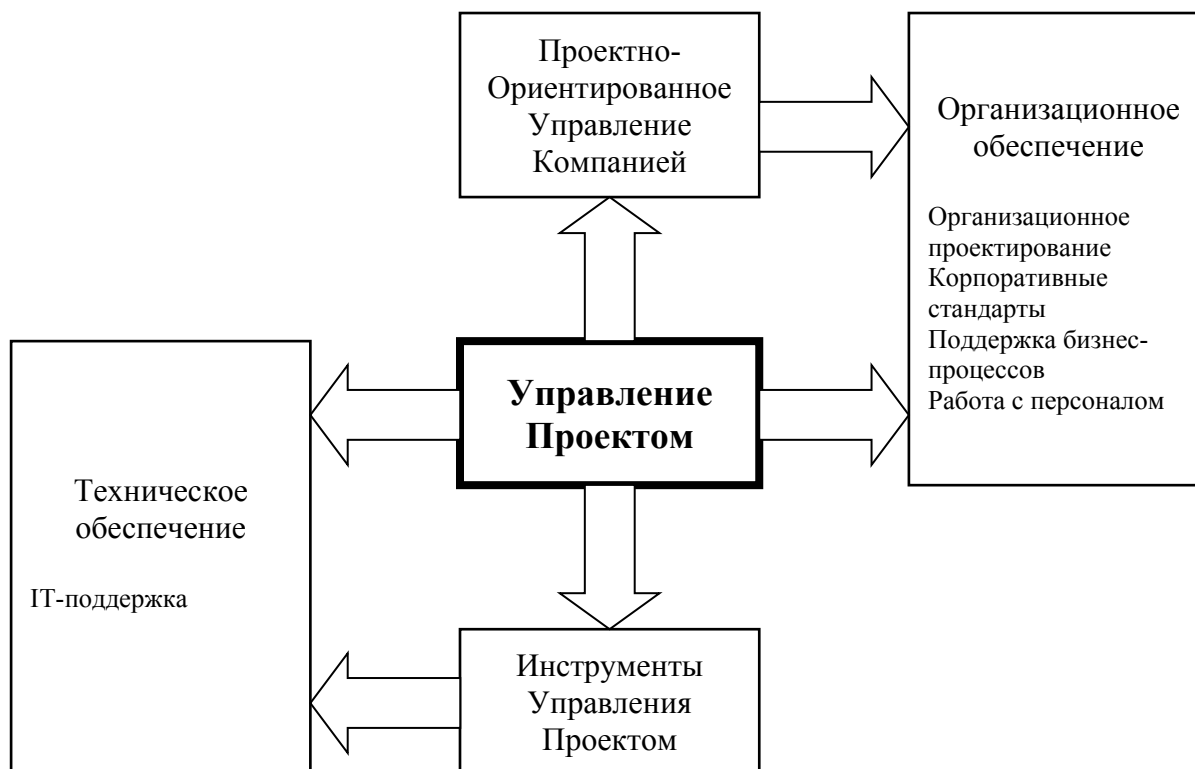 Проектно-
Ориентированное
Управление
Компанией
Организационное
обеспечение
Организационное
проектирование
Корпоративные
стандарты
Поддержка бизнес-
процессов
Работа с персоналом
Управление
Проектом
Техническое
обеспечение
IT-поддержка
Инструменты
Управления
Проектом